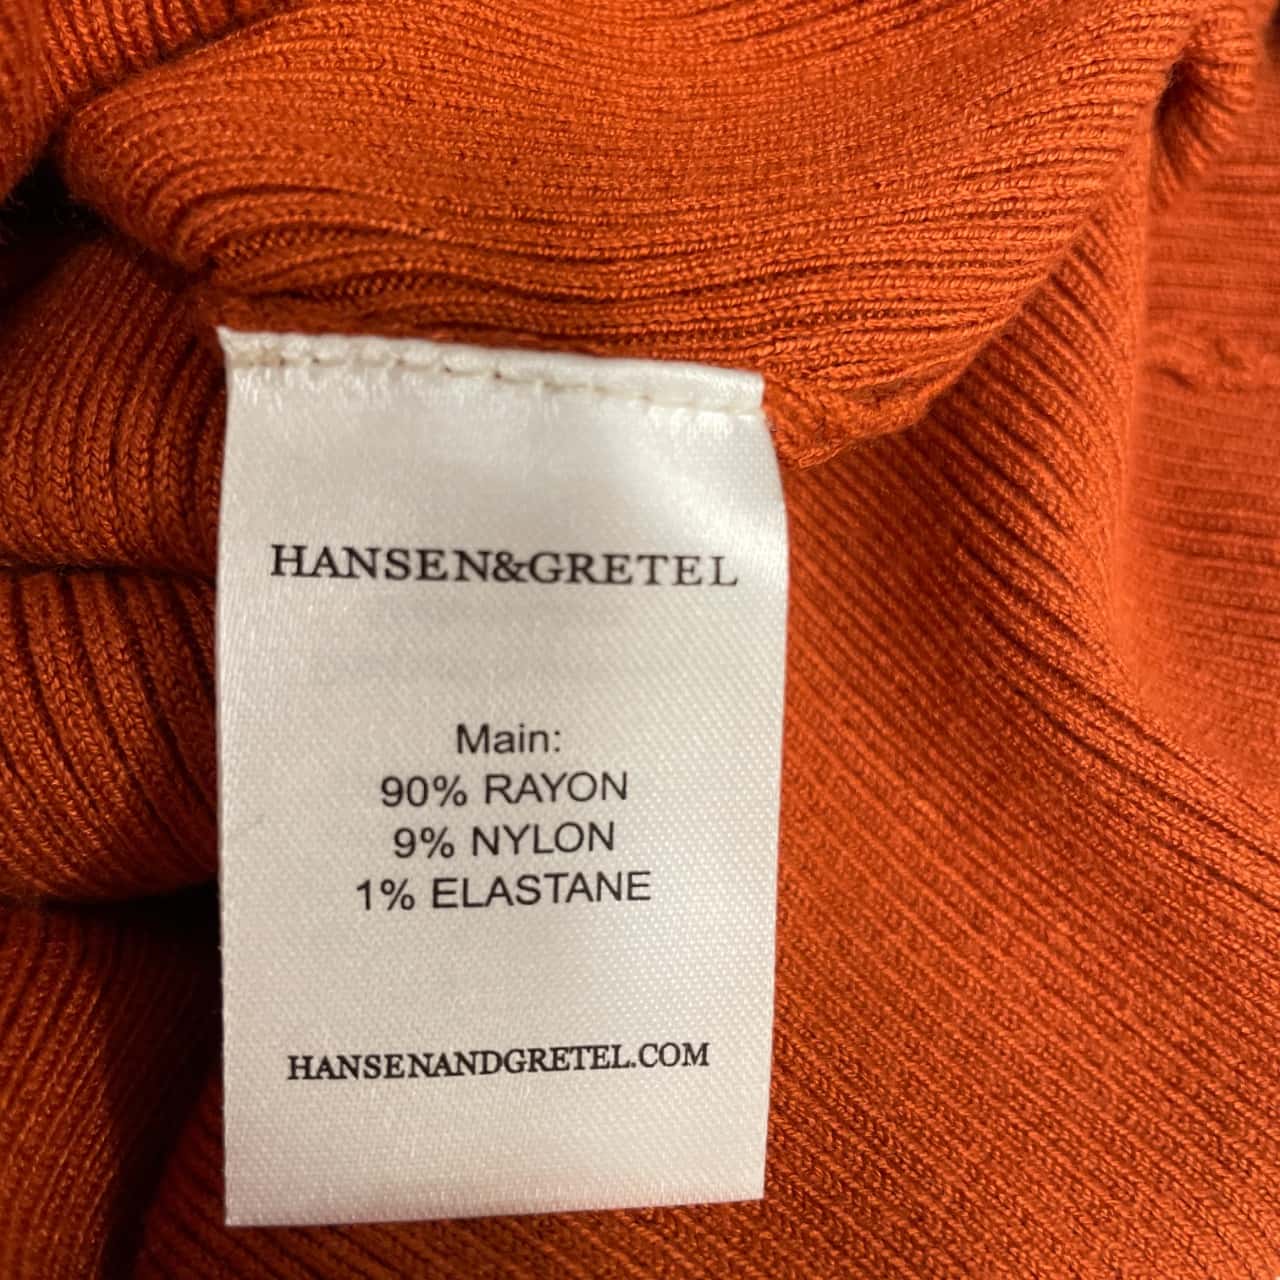 HANSEN&GRETEL
Main:
90% RAYON
9% NYLON
1% ELASTANE
HANSENANDGRETEL.COM